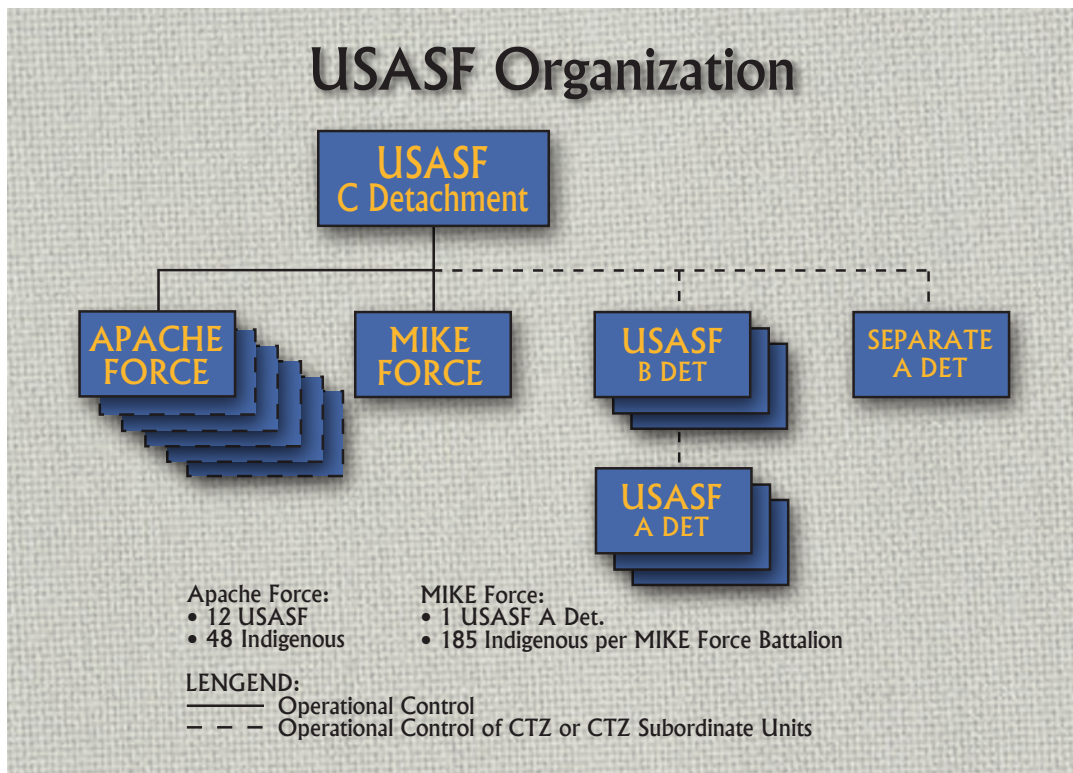 USASF Organization
USASF
C Detachment
APACHE
FORCE
MIKE
FORCE
USASF
B DET
SEPARATE
A DET
USASF
A DET
Apache Force:
• 12 USASF
• 48 Indigenous
MIKE Force:
• 1 USASF A Det.
• 185 Indigenous per MIKE Force Battalion
LENGEND:
Operational Control
Operational Control of CTZ or CTZ Subordinate Units